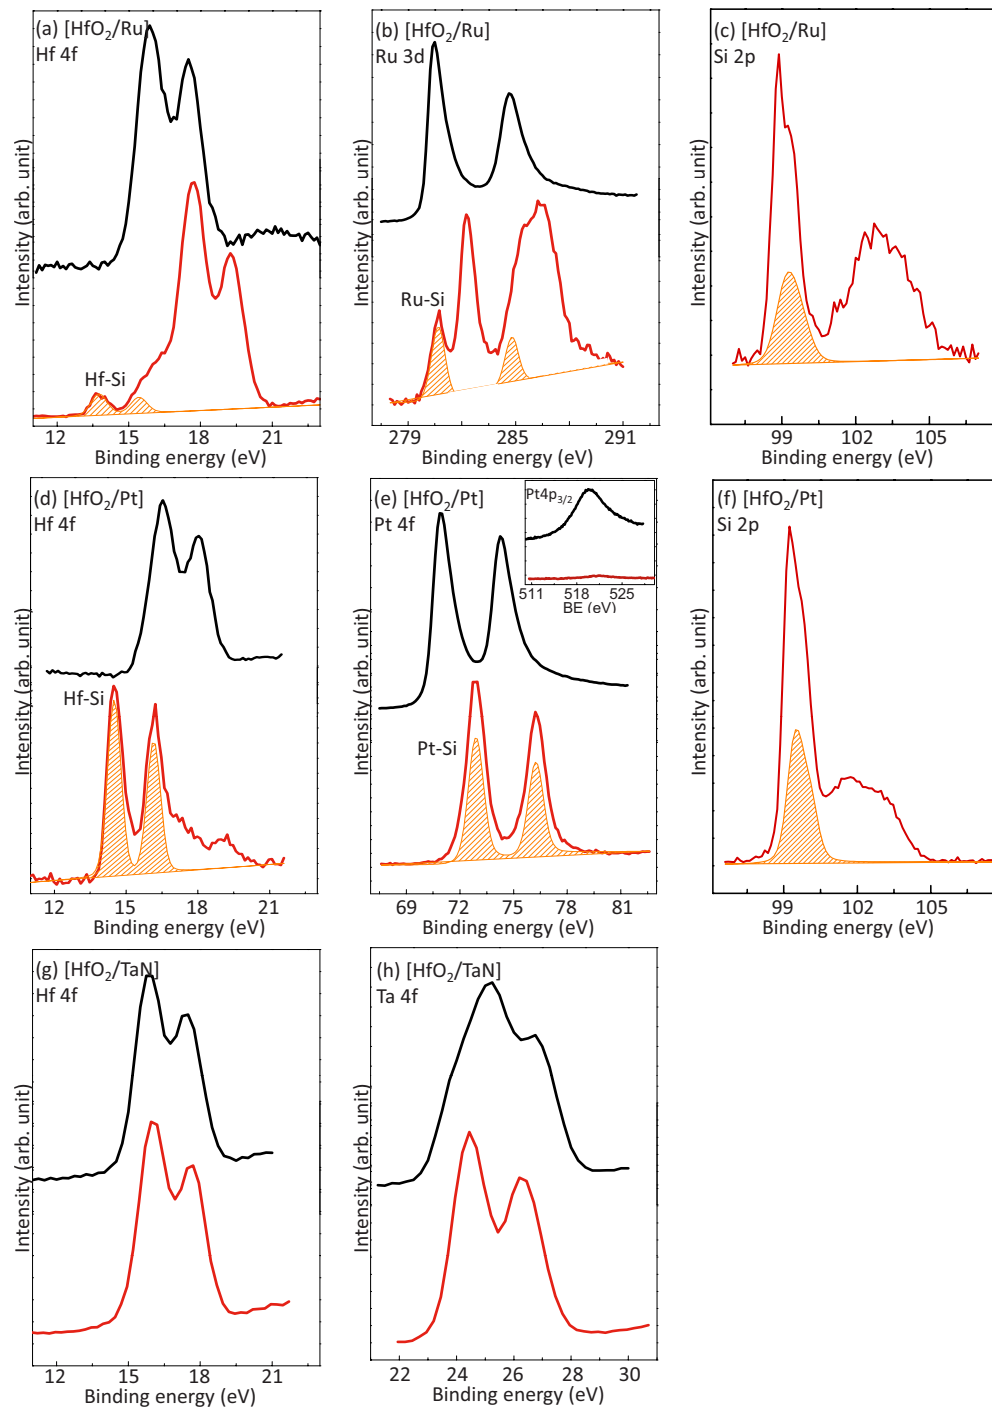 (a) [HfO₂/Ru]
Hf 4f
Hf-Si
Intensity (arb. unit)
12 15 18 21
Binding energy (eV)
(b) [HfO₂/Ru]
Ru 3d
Ru-Si
Intensity (arb. unit)
279 285 291
Binding energy (eV)
(c) [HfO₂/Ru]
Si 2p
Intensity (arb. unit)
99 102 105
Binding energy (eV)
(d) [HfO₂/Pt]
Hf 4f
Hf-Si
Intensity (arb. unit)
12 15 18 21
Binding energy (eV)
(e) [HfO₂/Pt]
Pt 4f
Pt4p₃/₂
511 518 525
BE (eV)
Pt-Si
Intensity (arb. unit)
69 72 75 78 81
Binding energy (eV)
(f) [HfO₂/Pt]
Si 2p
Intensity (arb. unit)
99 102 105
Binding energy (eV)
(g) [HfO₂/TaN]
Hf 4f
Intensity (arb. unit)
12 15 18 21
Binding energy (eV)
(h) [HfO₂/TaN]
Ta 4f
Intensity (arb. unit)
22 24 26 28 30
Binding energy (eV)